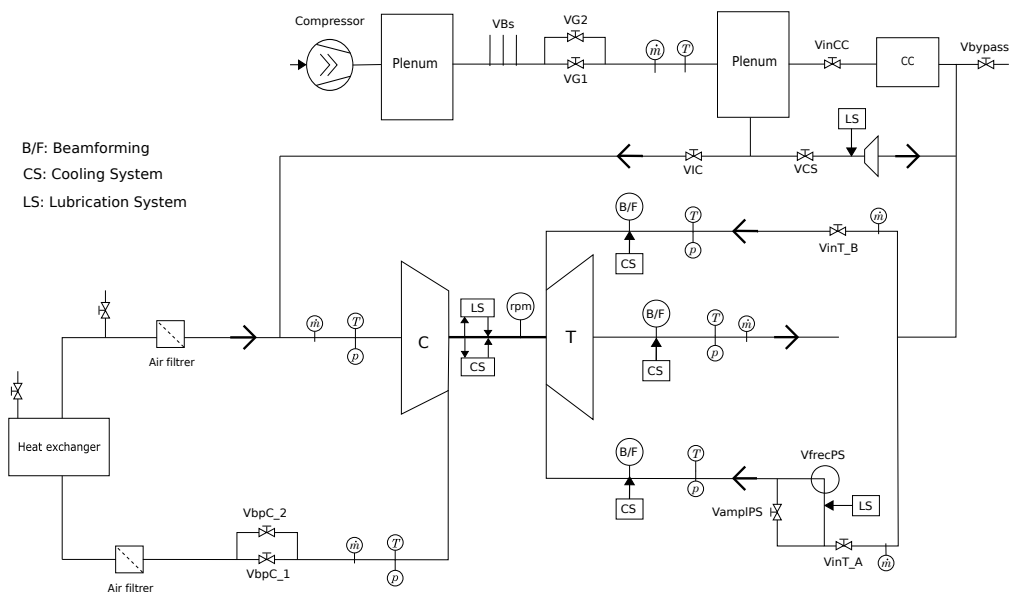 Compressor
Plenum
VBs
VG2
VG1
ṁ
T
Plenum
VinCC
CC
Vbypass
LS
VIC
VCS
B/F: Beamforming
CS: Cooling System
LS: Lubrication System
B/F
T
p
CS
ṁ
VinT_B
Air filtrer
ṁ
T
p
C
LS
CS
rpm
T
B/F
CS
T
p
ṁ
Heat exchanger
B/F
CS
T
p
VfrecPS
VamplPS
LS
VinT_A
ṁ
VbpC_2
VbpC_1
ṁ
T
p
Air filtrer